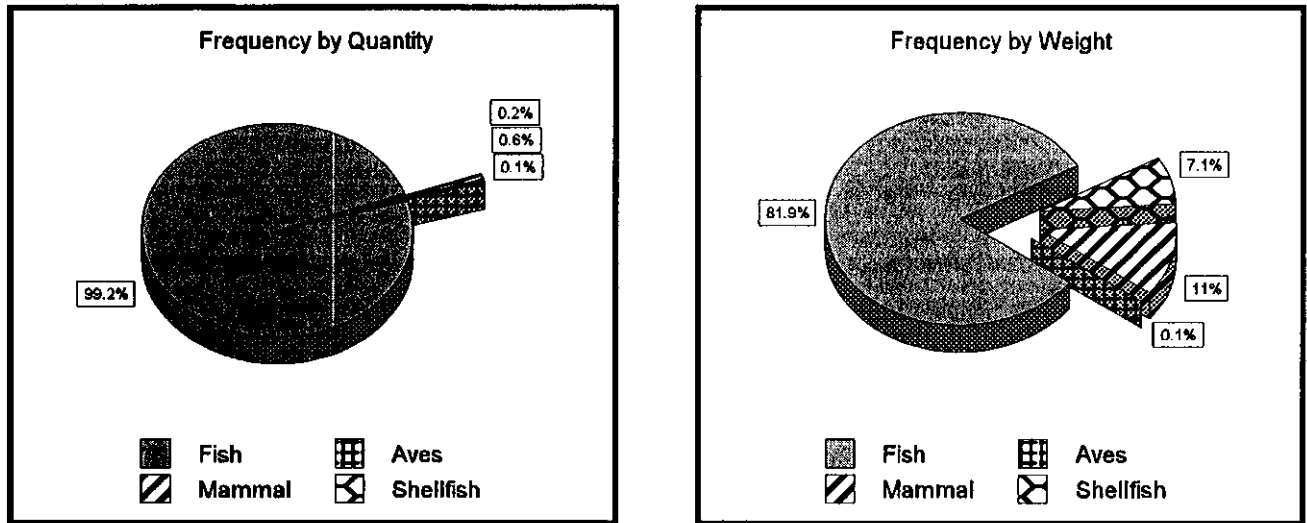 Frequency by Quantity
0.2%
0.6%
0.1%
99.2%
Fish
Aves
Mammal
Shellfish
Frequency by Weight
7.1%
81.9%
11%
0.1%
Fish
Aves
Mammal
Shellfish